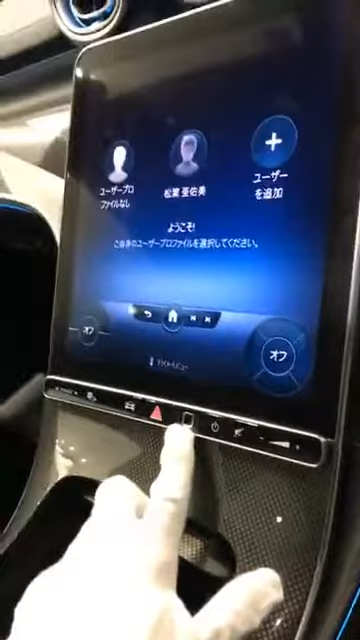 ユーザープロ
ファイルなし
松葉 亜佑美
ユーザー
を追加
ようこそ!
ご自身のユーザープロファイルを選択してください。
オフ
オフ